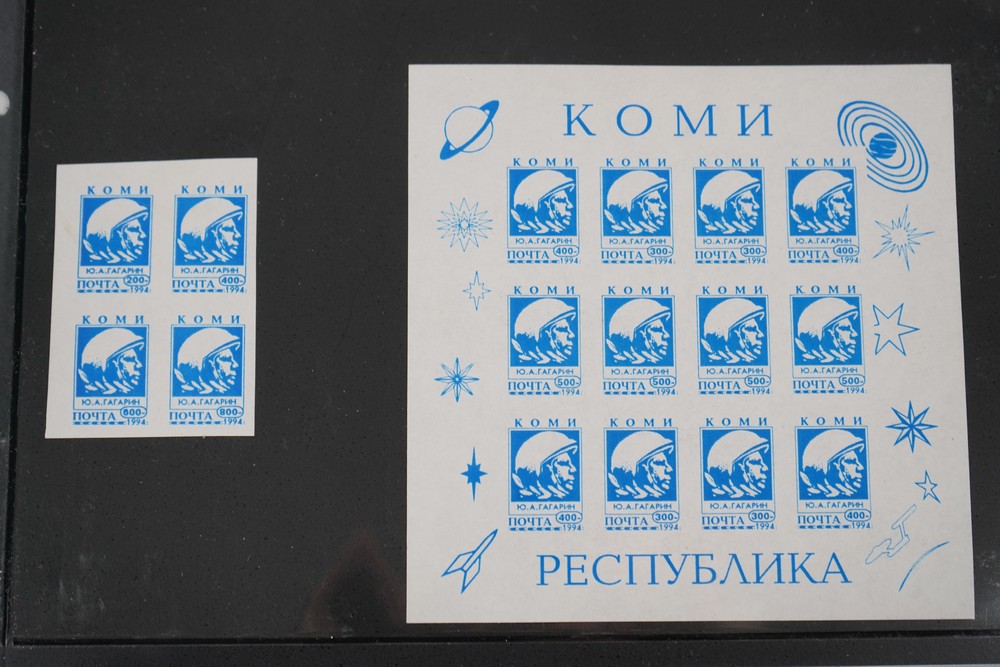 КОМИ КОМИ
Ю.А.ГАГАРИН Ю.А.ГАГАРИН
ПОЧТА 200- ПОЧТА 400-
1994 1994
КОМИ КОМИ
Ю.А.ГАГАРИН Ю.А.ГАГАРИН
ПОЧТА 600- ПОЧТА 800-
1994 1994
КОМИ
КОМИ КОМИ КОМИ КОМИ
Ю.А.ГАГАРИН Ю.А.ГАГАРИН Ю.А.ГАГАРИН Ю.А.ГАГАРИН
ПОЧТА 400- ПОЧТА 300- ПОЧТА 300- ПОЧТА 400-
1994 1994 1994 1994
КОМИ КОМИ КОМИ КОМИ
Ю.А.ГАГАРИН Ю.А.ГАГАРИН Ю.А.ГАГАРИН Ю.А.ГАГАРИН
ПОЧТА 500- ПОЧТА 500- ПОЧТА 500- ПОЧТА 500-
1994 1994 1994 1994
КОМИ КОМИ КОМИ КОМИ
Ю.А.ГАГАРИН Ю.А.ГАГАРИН Ю.А.ГАГАРИН Ю.А.ГАГАРИН
ПОЧТА 400- ПОЧТА 300- ПОЧТА 300- ПОЧТА 400-
1994 1994 1994 1994
РЕСПУБЛИКА